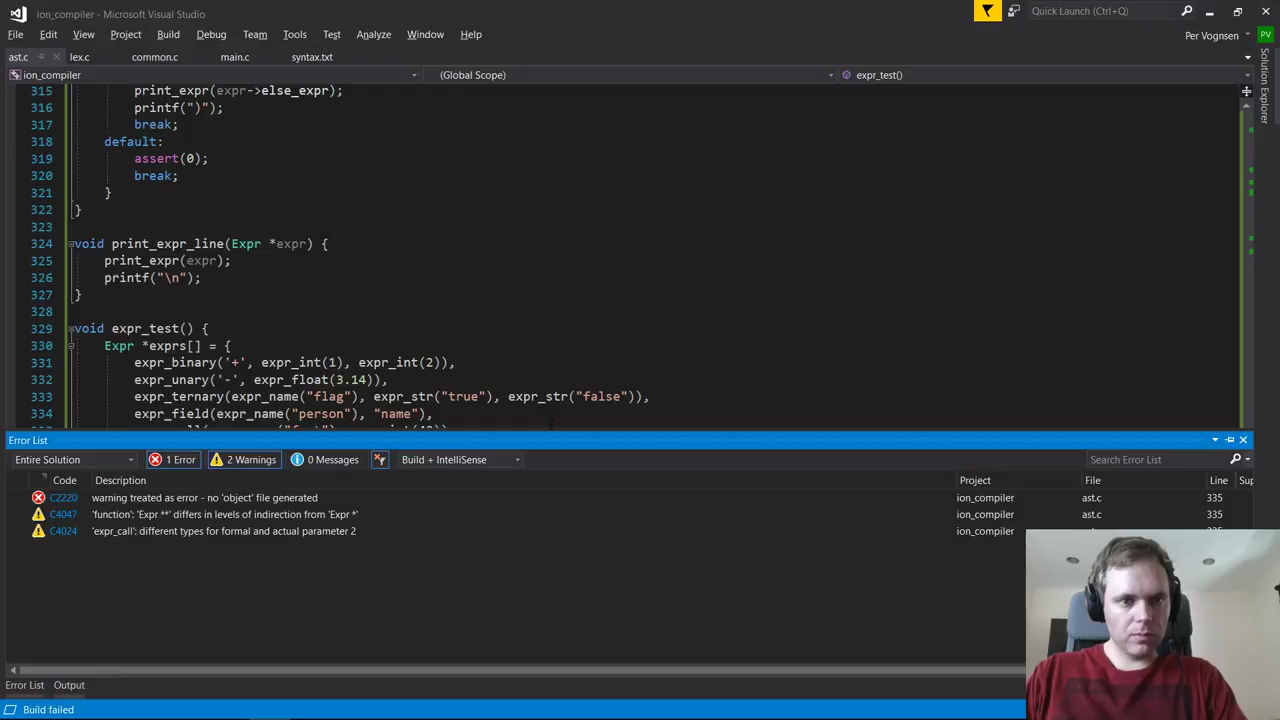 ion_compiler - Microsoft Visual Studio
Quick Launch (Ctrl+Q)
File Edit View Project Build Debug Team Tools Test Analyze Window Help
Per Vognsen PV
ast.c lex.c common.c main.c syntax.txt
Solution Explorer
ion_compiler (Global Scope) expr_test()
315 print_expr(expr->else_expr);
316 printf(")");
317 break;
318 default:
319 assert(0);
320 break;
321 }
322 }
323
324 void print_expr_line(Expr *expr) {
325 print_expr(expr);
326 printf("\n");
327 }
328
329 void expr_test() {
330 Expr *exprs[] = {
331 expr_binary('+', expr_int(1), expr_int(2)),
332 expr_unary('-', expr_float(3.14)),
333 expr_ternary(expr_name("flag"), expr_str("true"), expr_str("false")),
334 expr_field(expr_name("person"), "name"),
Error List
Entire Solution 1 Error 2 Warnings 0 Messages Build + IntelliSense Search Error List
Code Description Project File Line
C2220 warning treated as error - no 'object' file generated ion_compiler ast.c 335
C4047 'function': 'Expr **' differs in levels of indirection from 'Expr *' ion_compiler ast.c 335
C4024 'expr_call': different types for formal and actual parameter 2 ion_compiler
Error List Output
Build failed